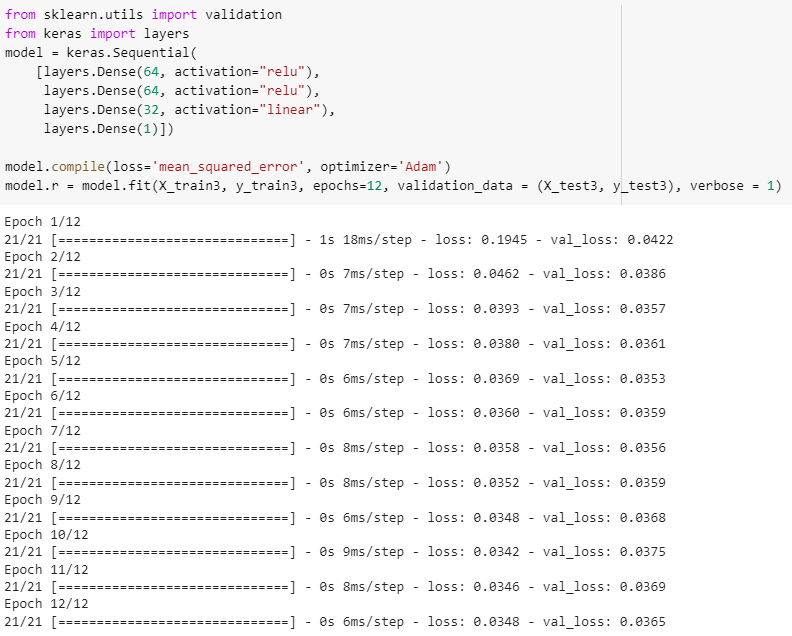 from sklearn.utils import validation
from keras import layers
model = keras.Sequential(
    [layers.Dense(64, activation="relu"),
     layers.Dense(64, activation="relu"),
     layers.Dense(32, activation="linear"),
     layers.Dense(1)])

model.compile(loss='mean_squared_error', optimizer='Adam')
model.r = model.fit(X_train3, y_train3, epochs=12, validation_data = (X_test3, y_test3), verbose = 1)

Epoch 1/12
21/21 [==============================] - 1s 18ms/step - loss: 0.1945 - val_loss: 0.0422
Epoch 2/12
21/21 [==============================] - 0s 7ms/step - loss: 0.0462 - val_loss: 0.0386
Epoch 3/12
21/21 [==============================] - 0s 7ms/step - loss: 0.0393 - val_loss: 0.0357
Epoch 4/12
21/21 [==============================] - 0s 7ms/step - loss: 0.0380 - val_loss: 0.0361
Epoch 5/12
21/21 [==============================] - 0s 6ms/step - loss: 0.0369 - val_loss: 0.0353
Epoch 6/12
21/21 [==============================] - 0s 6ms/step - loss: 0.0360 - val_loss: 0.0359
Epoch 7/12
21/21 [==============================] - 0s 8ms/step - loss: 0.0358 - val_loss: 0.0356
Epoch 8/12
21/21 [==============================] - 0s 8ms/step - loss: 0.0352 - val_loss: 0.0359
Epoch 9/12
21/21 [==============================] - 0s 6ms/step - loss: 0.0348 - val_loss: 0.0368
Epoch 10/12
21/21 [==============================] - 0s 9ms/step - loss: 0.0342 - val_loss: 0.0375
Epoch 11/12
21/21 [==============================] - 0s 8ms/step - loss: 0.0346 - val_loss: 0.0369
Epoch 12/12
21/21 [==============================] - 0s 6ms/step - loss: 0.0348 - val_loss: 0.0365